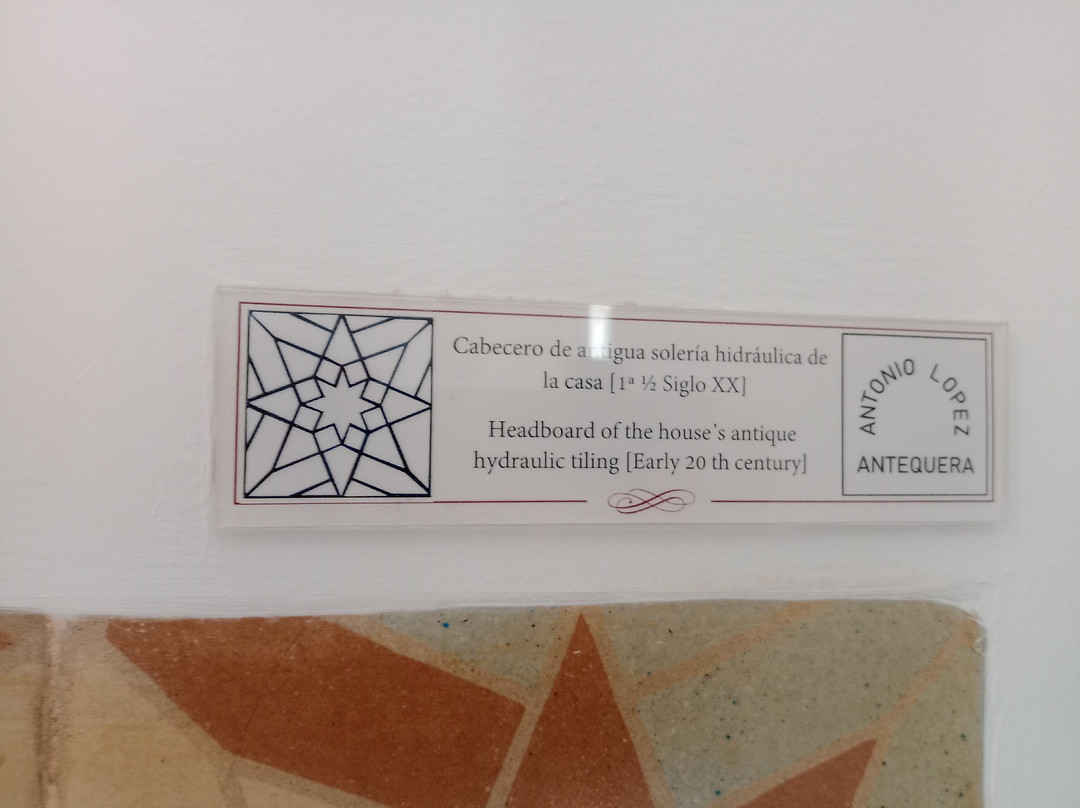 Cabecero de antigua solería hidráulica de
la casa [1ª ½ Siglo XX]
Headboard of the house's antique
hydraulic tiling [Early 20 th century]
ANTONIO LOPEZ
ANTEQUERA